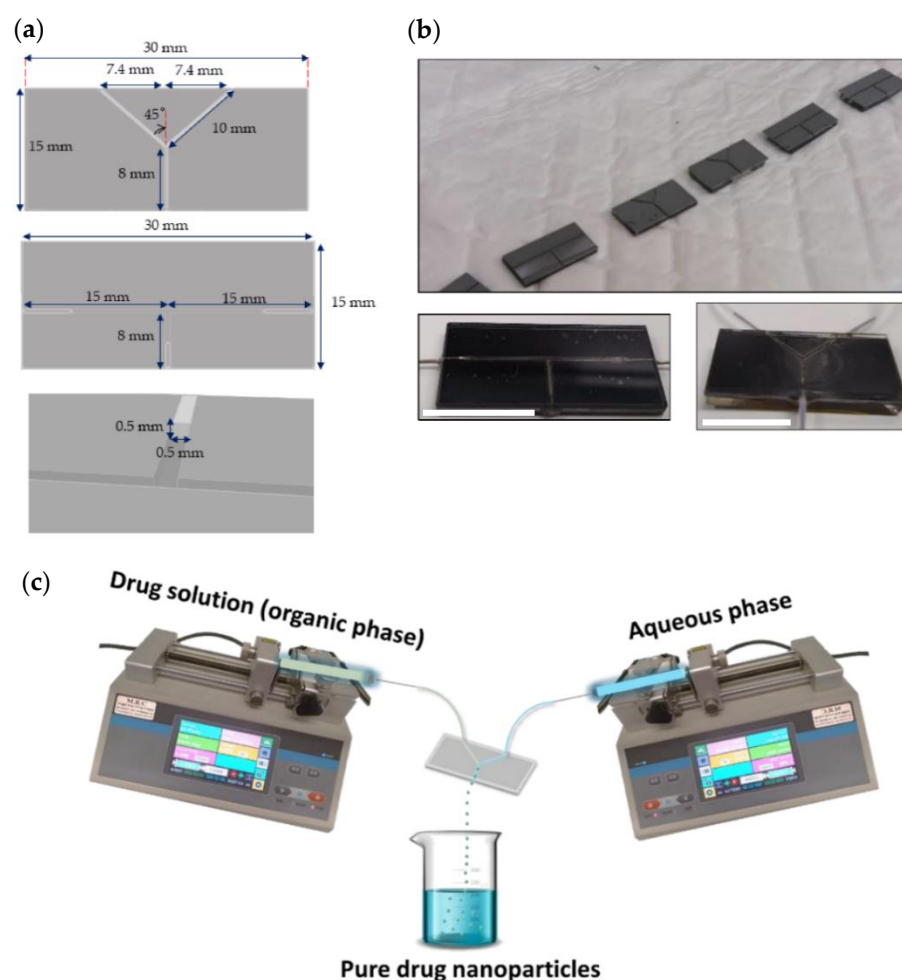 (a)
30 mm
7.4 mm 7.4 mm
45°
10 mm
15 mm
8 mm
30 mm
15 mm 15 mm
15 mm
8 mm
0.5 mm
0.5 mm
(b)
(c)
Drug solution (organic phase)
Aqueous phase
M.R.C
Pure drug nanoparticles